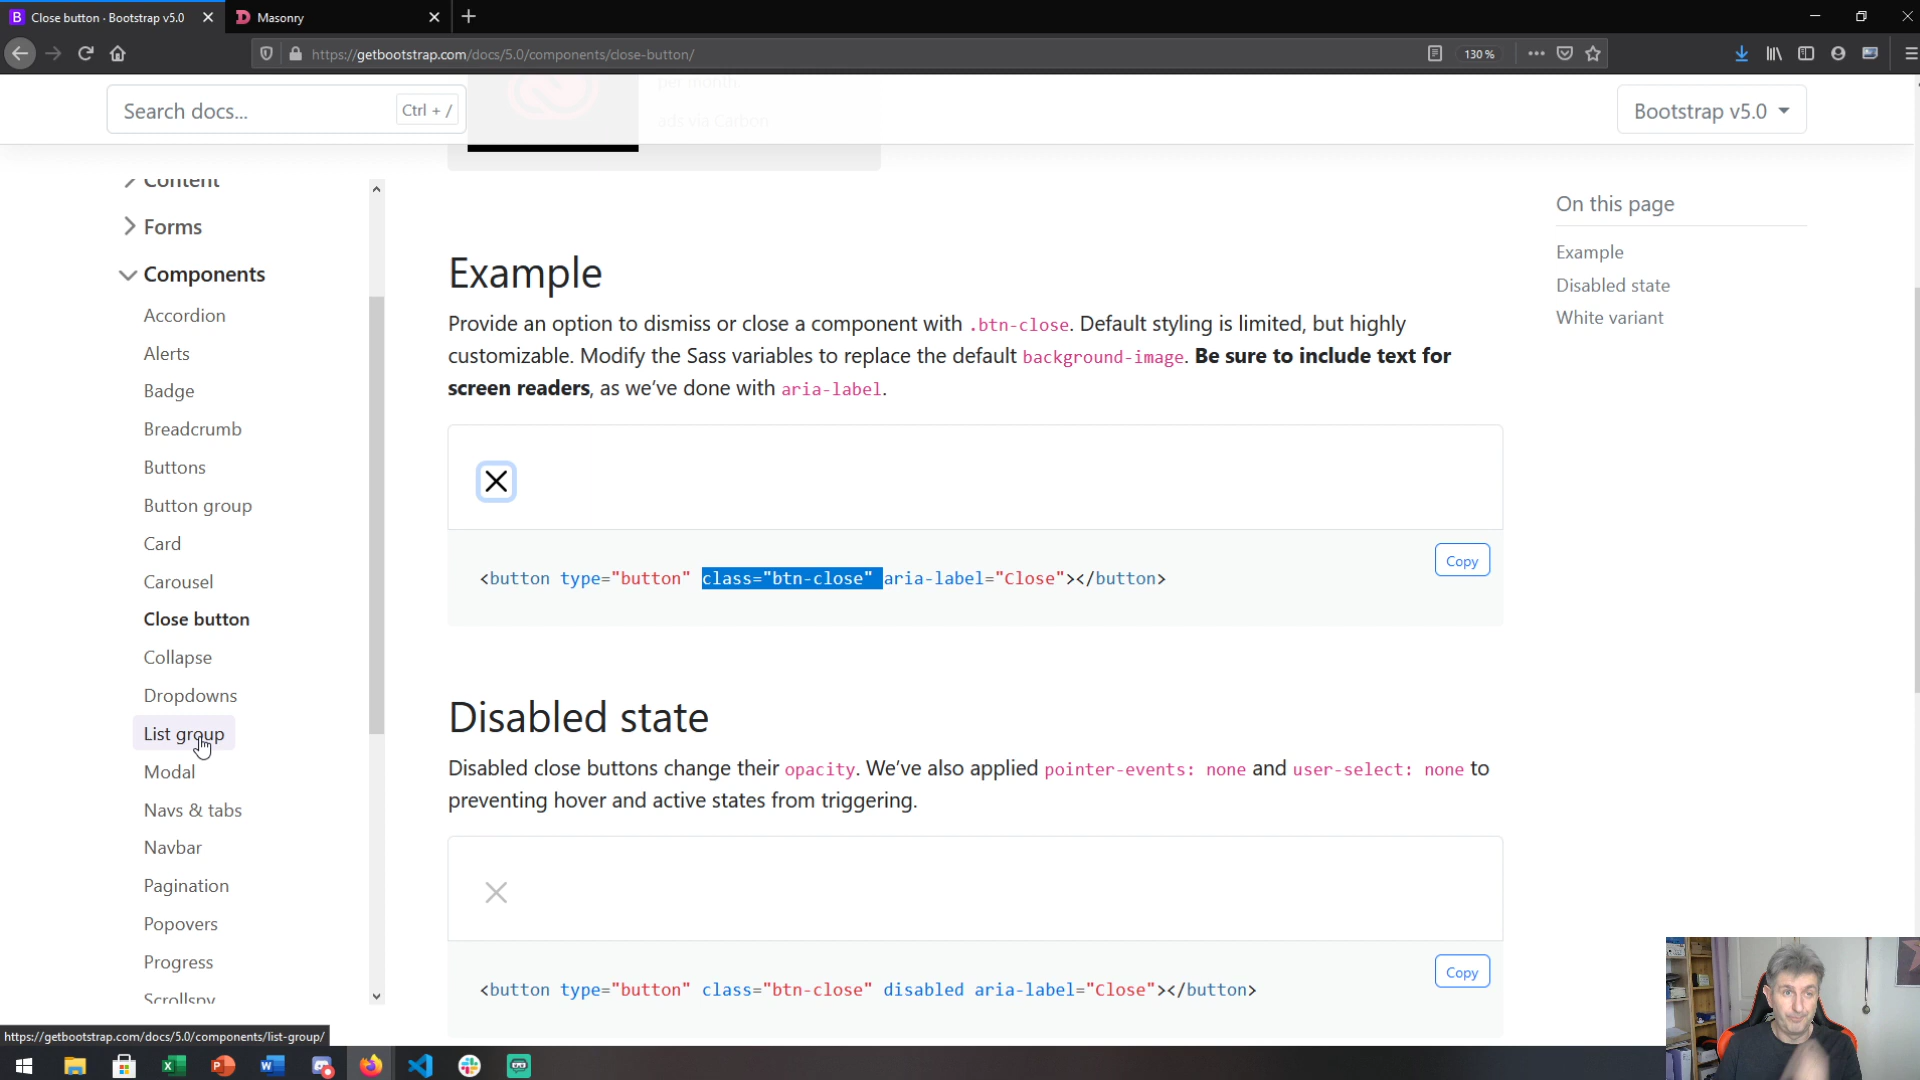 Close button · Bootstrap v5.0
Masonry
https://getbootstrap.com/docs/5.0/components/close-button/
130 %
per month.
ads via Carbon
Search docs...
Ctrl + /
Bootstrap v5.0
Content
Forms
Components
Accordion
Alerts
Badge
Breadcrumb
Buttons
Button group
Card
Carousel
Close button
Collapse
Dropdowns
List group
Modal
Navs & tabs
Navbar
Pagination
Popovers
Progress
Scrollspy
Example
Provide an option to dismiss or close a component with .btn-close. Default styling is limited, but highly
customizable. Modify the Sass variables to replace the default background-image. Be sure to include text for
screen readers, as we've done with aria-label.
Copy
<button type="button" class="btn-close" aria-label="Close"></button>
Disabled state
Disabled close buttons change their opacity. We've also applied pointer-events: none and user-select: none to
preventing hover and active states from triggering.
Copy
<button type="button" class="btn-close" disabled aria-label="Close"></button>
On this page
Example
Disabled state
White variant
https://getbootstrap.com/docs/5.0/components/list-group/